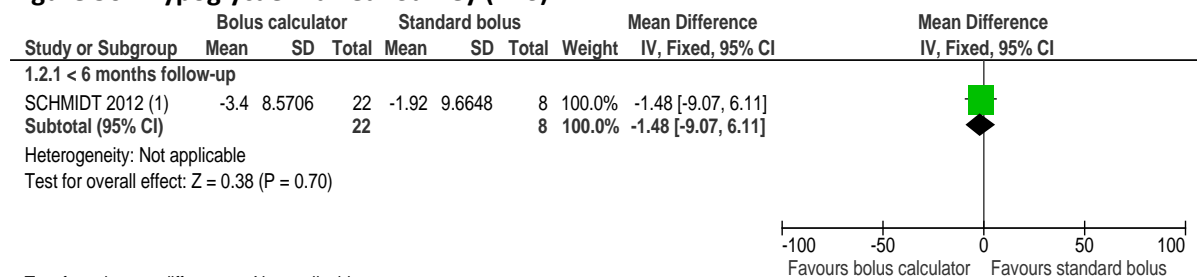 Bolus calculator Standard bolus Mean Difference Mean Difference
Study or Subgroup Mean SD Total Mean SD Total Weight IV, Fixed, 95% CI IV, Fixed, 95% CI
1.2.1 < 6 months follow-up
SCHMIDT 2012 (1) -3.4 8.5706 22 -1.92 9.6648 8 100.0% -1.48 [-9.07, 6.11]
Subtotal (95% CI) 22 8 100.0% -1.48 [-9.07, 6.11]
Heterogeneity: Not applicable
Test for overall effect: Z = 0.38 (P = 0.70)
-100 -50 0 50 100
Favours bolus calculator Favours standard bolus